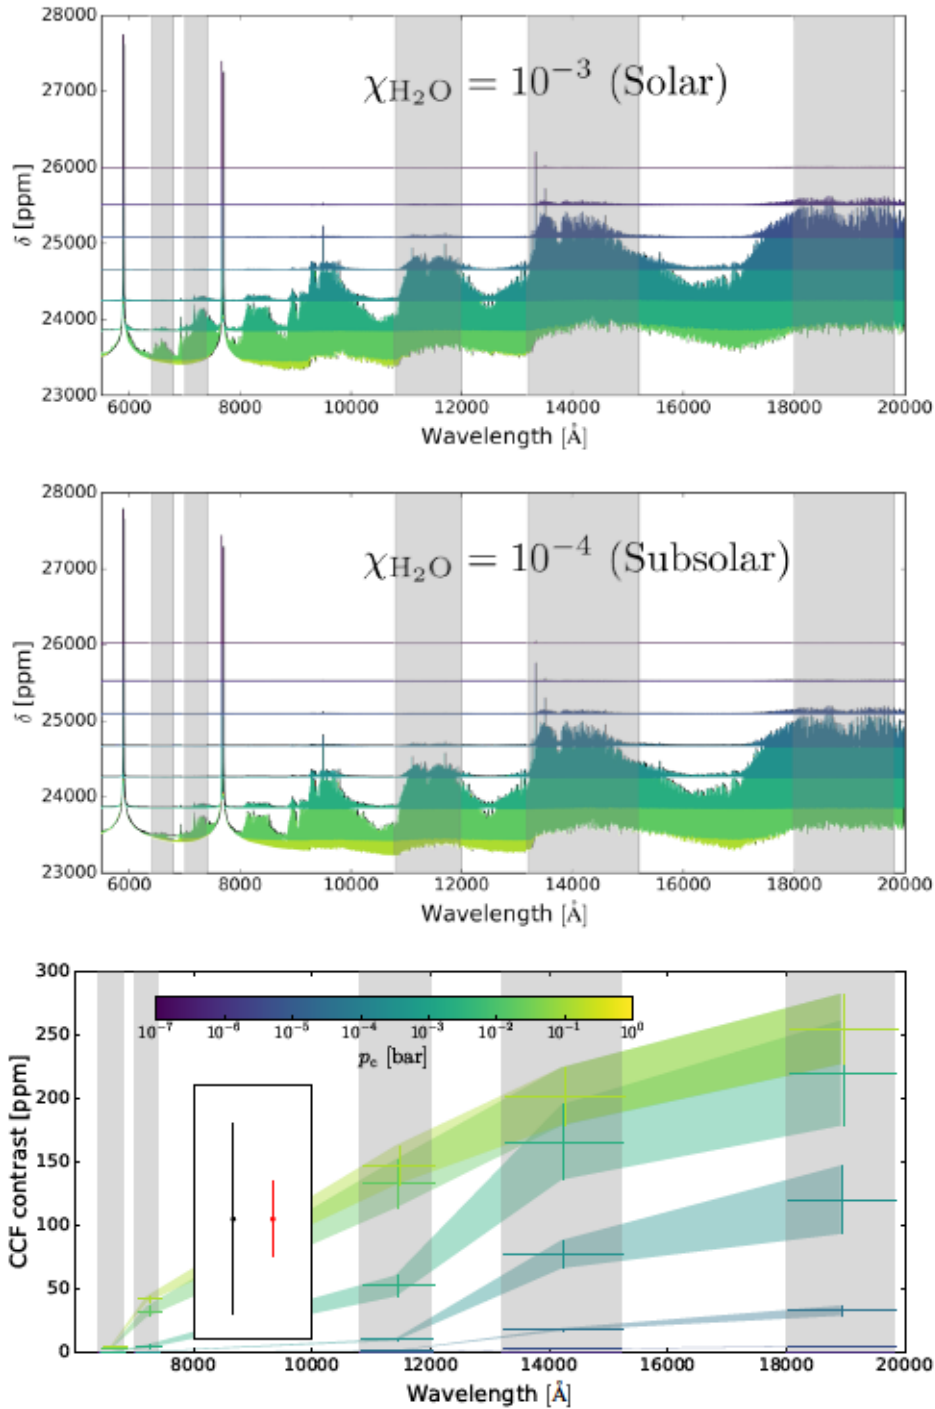 28000
27000
26000
25000
24000
23000
δ [ppm]
χH₂O = 10⁻³ (Solar)
6000 8000 10000 12000 14000 16000 18000 20000
Wavelength [Å]
28000
27000
26000
25000
24000
23000
δ [ppm]
χH₂O = 10⁻⁴ (Subsolar)
6000 8000 10000 12000 14000 16000 18000 20000
Wavelength [Å]
300
250
200
150
100
50
0
CCF contrast [ppm]
10⁻⁷ 10⁻⁶ 10⁻⁵ 10⁻⁴ 10⁻³ 10⁻² 10⁻¹ 10⁰
pc [bar]
8000 10000 12000 14000 16000 18000 20000
Wavelength [Å]